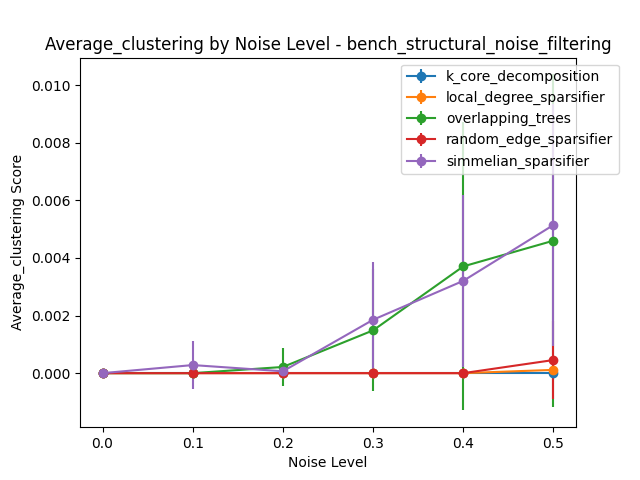 Average_clustering by Noise Level - bench_structural_noise_filtering
k_core_decomposition
local_degree_sparsifier
overlapping_trees
random_edge_sparsifier
simmelian_sparsifier
Average_clustering Score
0.010
0.008
0.006
0.004
0.002
0.000
0.0 0.1 0.2 0.3 0.4 0.5
Noise Level